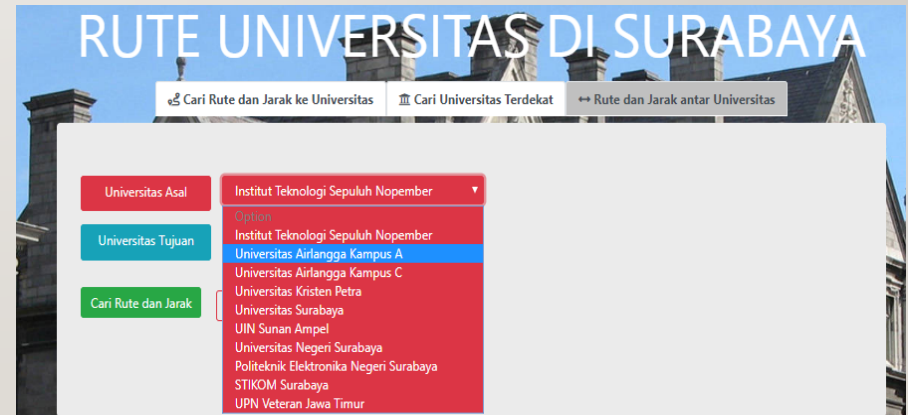 RUTE UNIVERSITAS DI SURABAYA
Cari Rute dan Jarak ke Universitas
Cari Universitas Terdekat
Rute dan Jarak antar Universitas
Universitas Asal
Institut Teknologi Sepuluh Nopember
Option
Institut Teknologi Sepuluh Nopember
Universitas Tujuan
Universitas Airlangga Kampus A
Universitas Airlangga Kampus C
Universitas Kristen Petra
Cari Rute dan Jarak
Universitas Surabaya
UIN Sunan Ampel
Universitas Negeri Surabaya
Politeknik Elektronika Negeri Surabaya
STIKOM Surabaya
UPN Veteran Jawa Timur